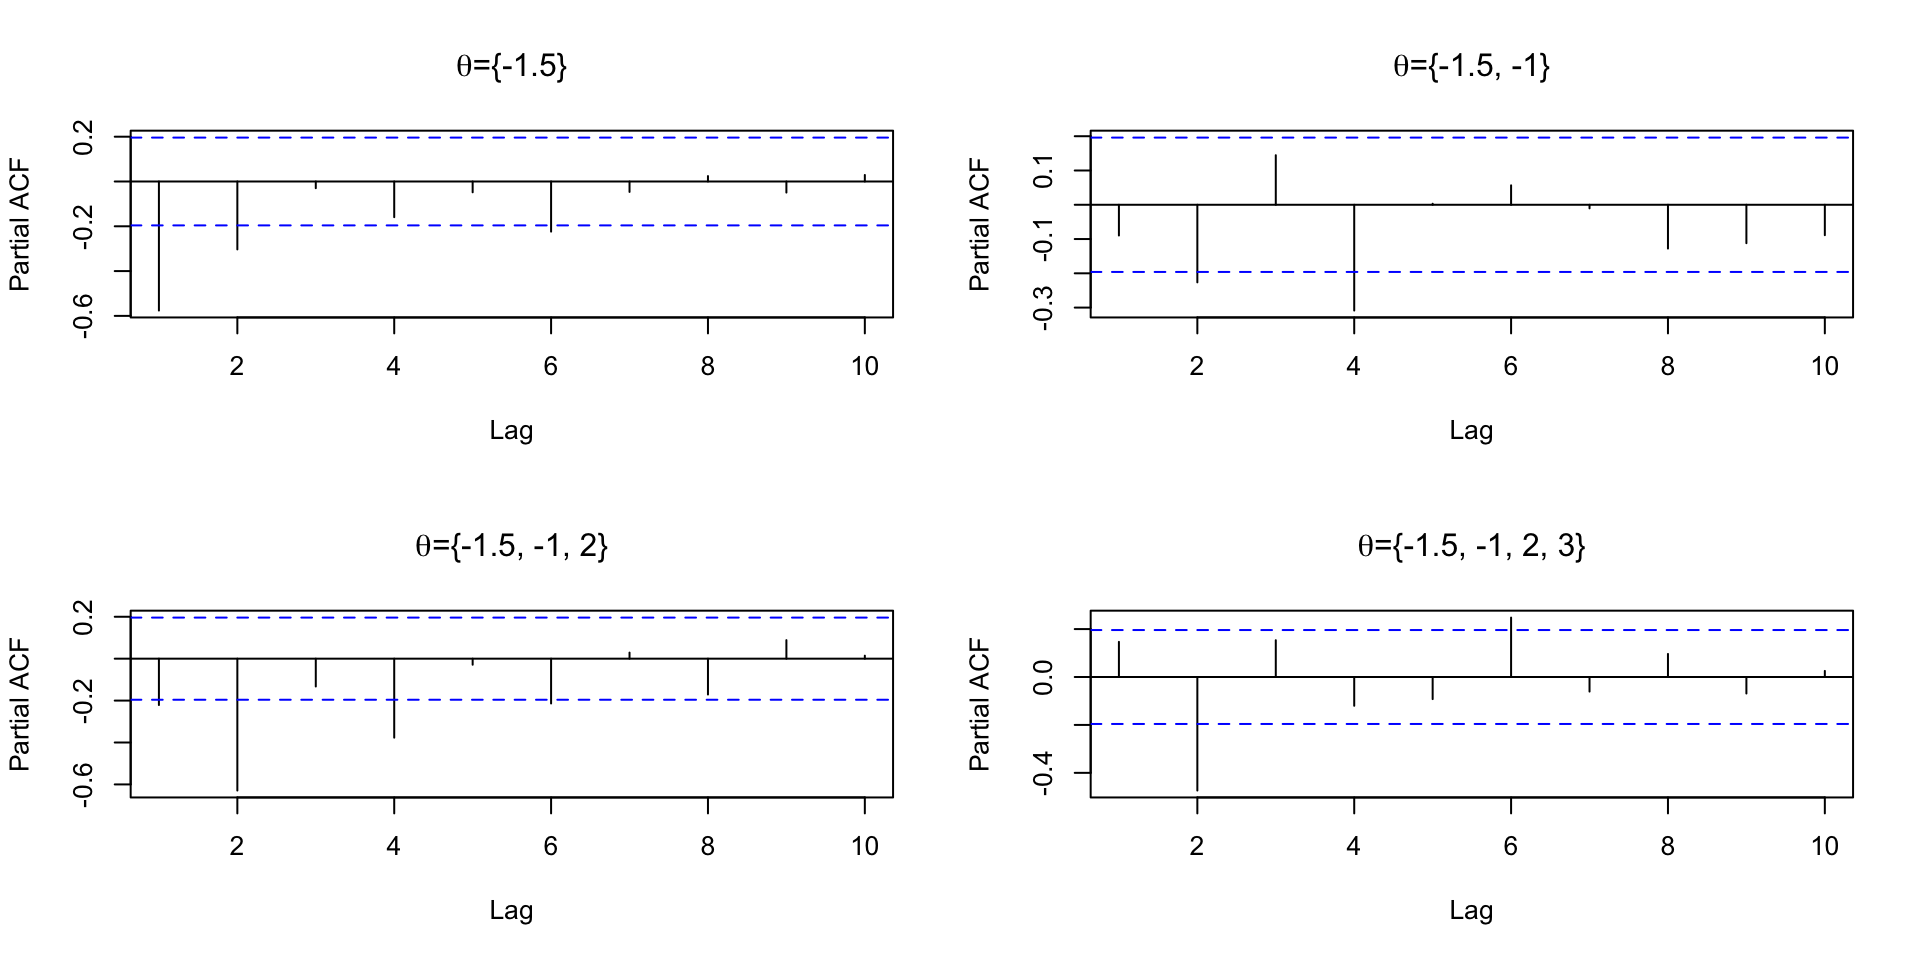 θ={-1.5}
Partial ACF
0.2
-0.2
-0.6
2 4 6 8 10
Lag
θ={-1.5, -1}
Partial ACF
0.1
-0.1
-0.3
2 4 6 8 10
Lag
θ={-1.5, -1, 2}
Partial ACF
0.2
-0.2
-0.6
2 4 6 8 10
Lag
θ={-1.5, -1, 2, 3}
Partial ACF
0.0
-0.4
2 4 6 8 10
Lag